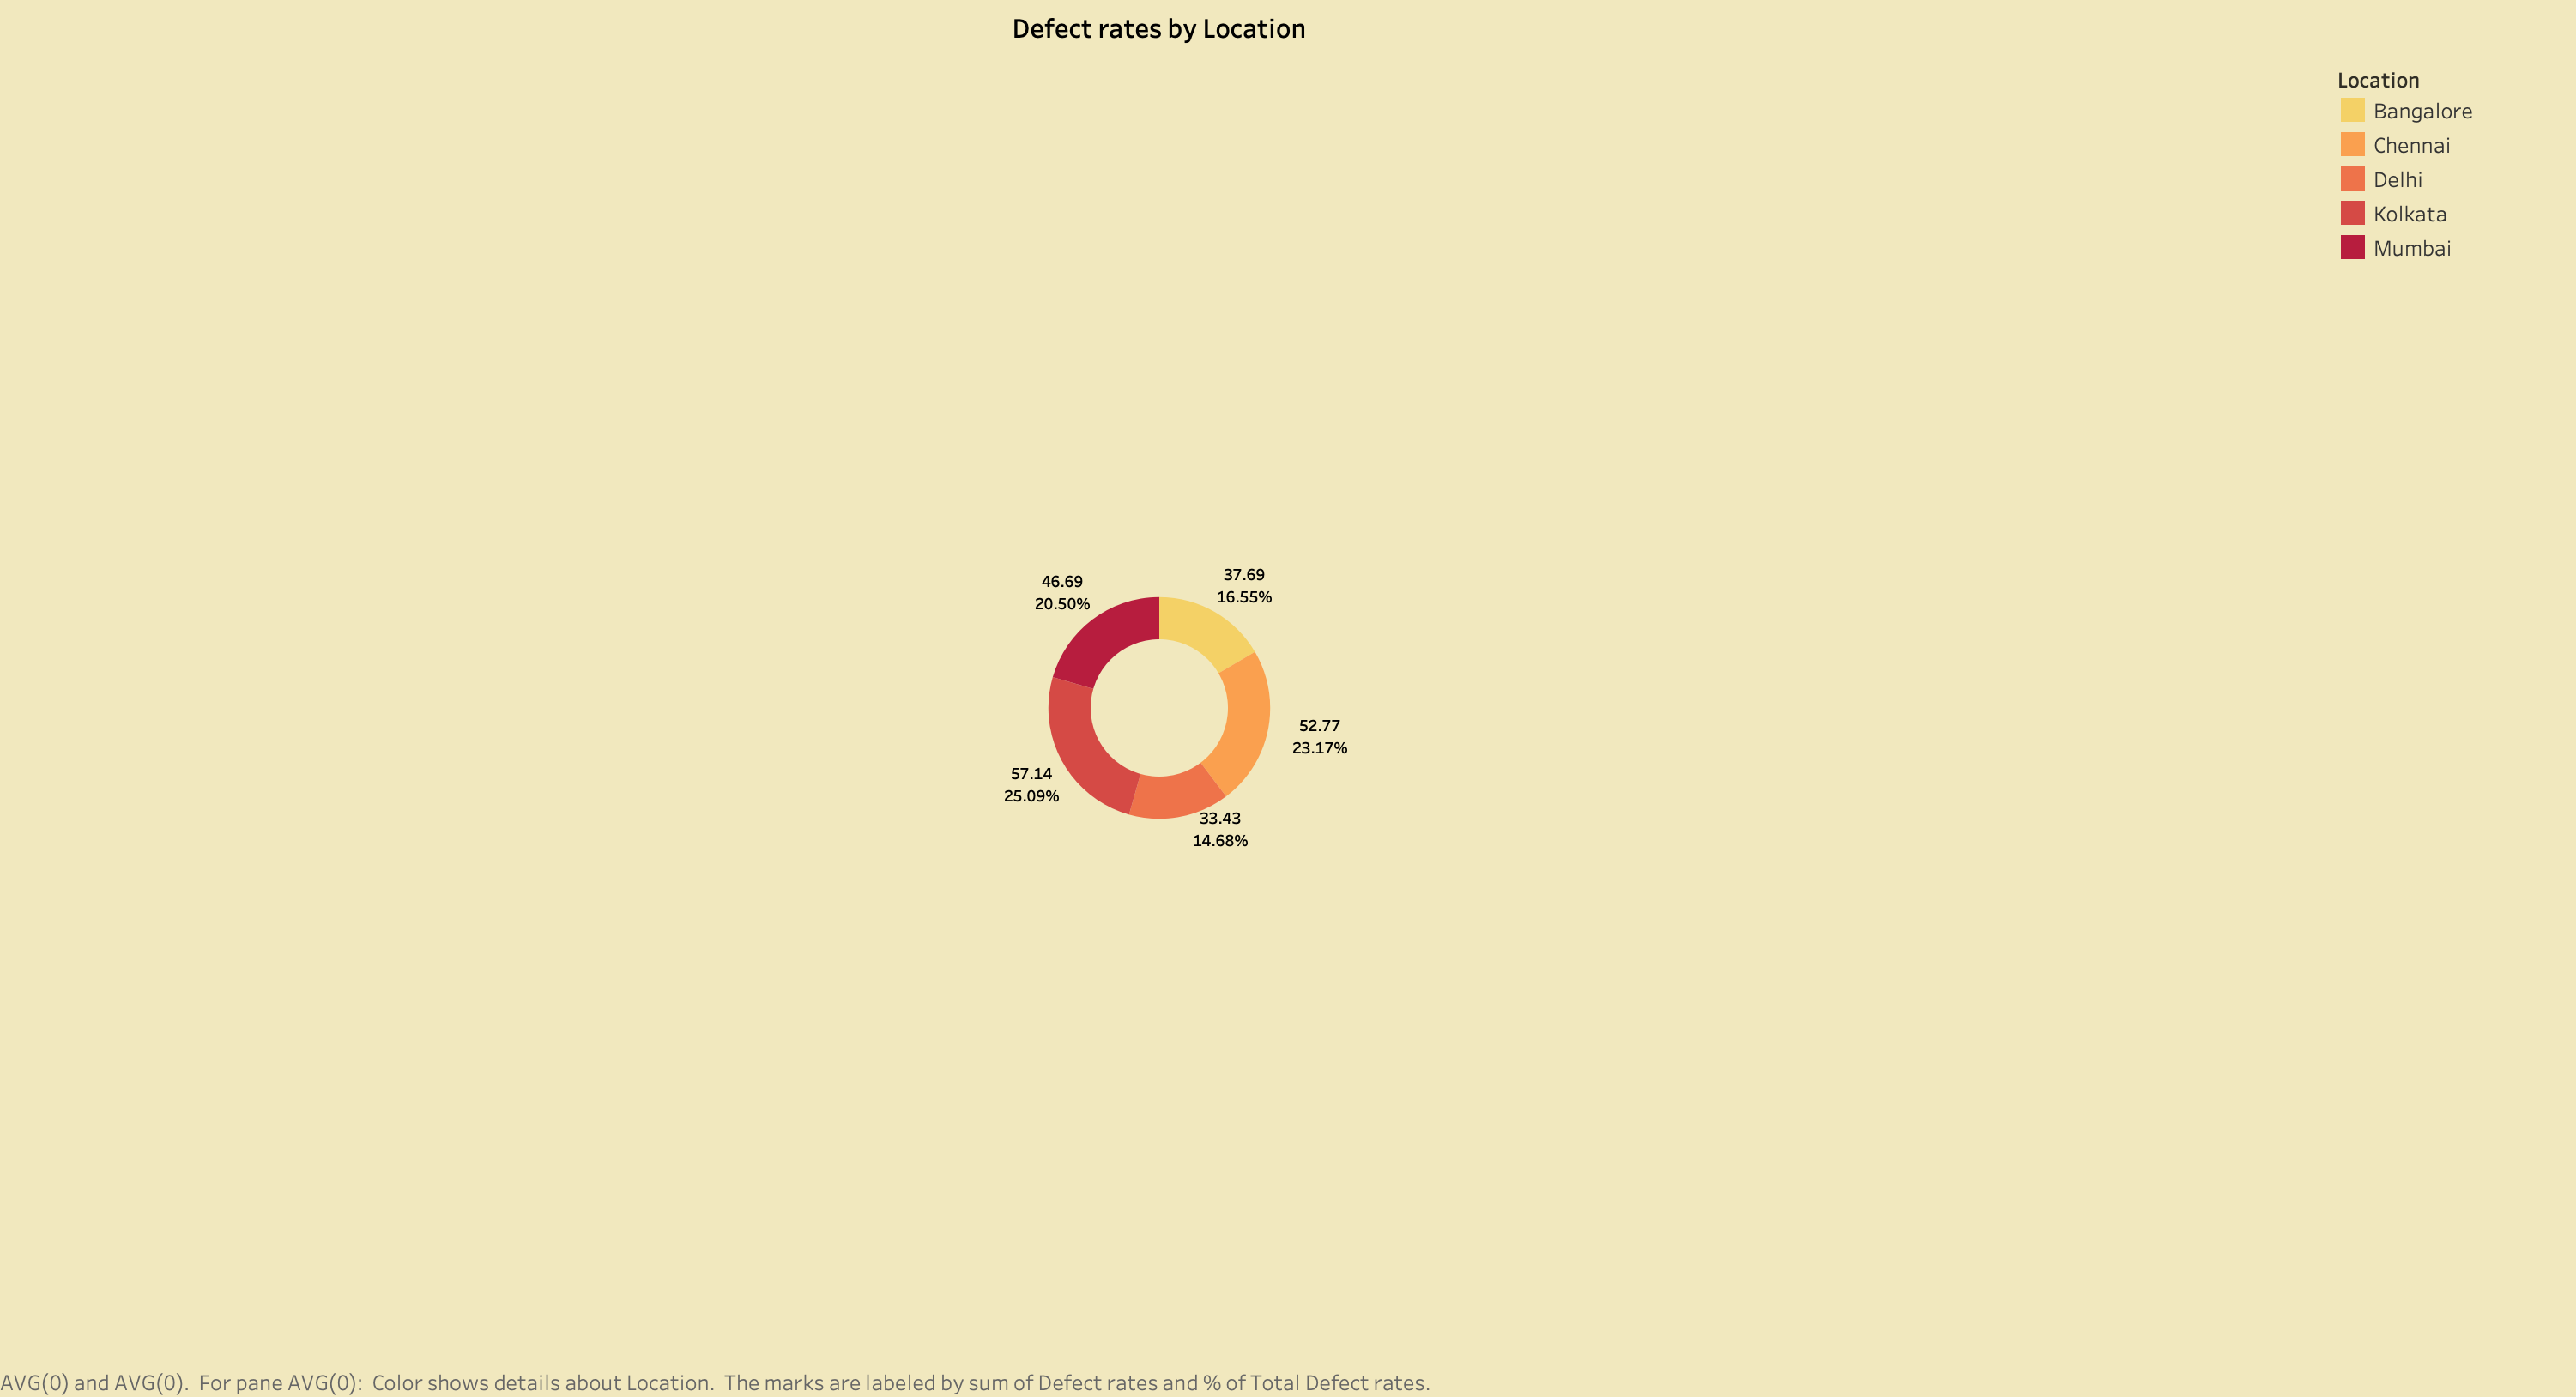 Defect rates by Location
Location
Bangalore
Chennai
Delhi
Kolkata
Mumbai
46.69
20.50%
37.69
16.55%
52.77
23.17%
57.14
25.09%
33.43
14.68%
AVG(0) and AVG(0).  For pane AVG(0):  Color shows details about Location.  The marks are labeled by sum of Defect rates and % of Total Defect rates.